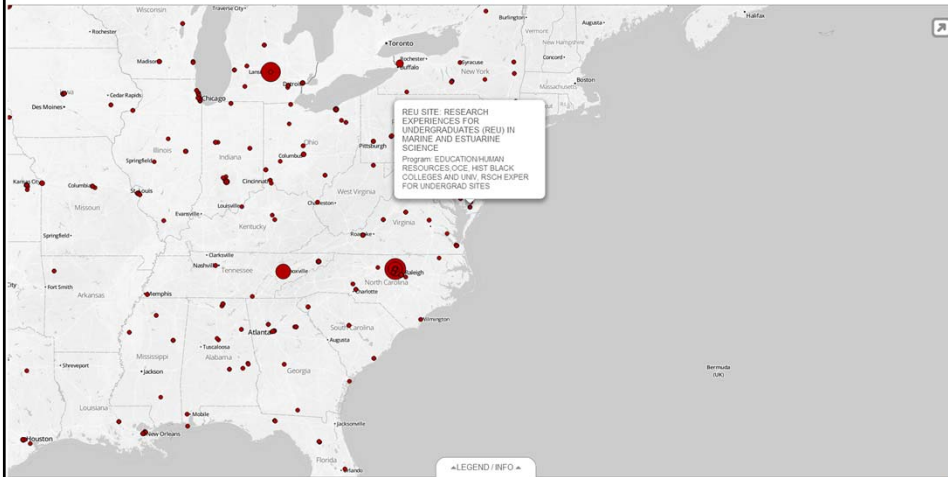 Wisconsin
Traverse City
Rochester
Burlington
Augusta
Halifax
Vermont
Toronto
New Hampshire
Madison
Rochester
Buffalo
Syracuse
Concord
New York
Detroit
Massachusetts
Boston
Cedar Rapids
Chicago
Des Moines
REU SITE: RESEARCH
EXPERIENCES FOR
UNDERGRADUATES (REU) IN
MARINE AND ESTUARINE
SCIENCE
Program: EDUCATION/HUMAN
RESOURCES,OCE, HIST BLACK
COLLEGES AND UNIV, RSCH EXPER
FOR UNDERGRAD SITES
Ohio
Pittsburgh
Illinois
Indiana
Columbus
Springfield
Kansas City
Columbia
St. Louis
Cincinnati
West Virginia
Missouri
Evansville
Louisville
Charleston
Kentucky
Virginia
Roanoke
Springfield
Clarksville
Nashville
Tennessee
Knoxville
Raleigh
Fort Smith
North Carolina
Charlotte
City
Arkansas
Memphis
Wilmington
Atlanta
South Carolina
Augusta
Tuscaloosa
Mississippi
Alabama
Georgia
Shreveport
Jackson
Bermuda
(UK)
Louisiana
Mobile
Jacksonville
New Orleans
Houston
Florida
Orlando
LEGEND / INFO